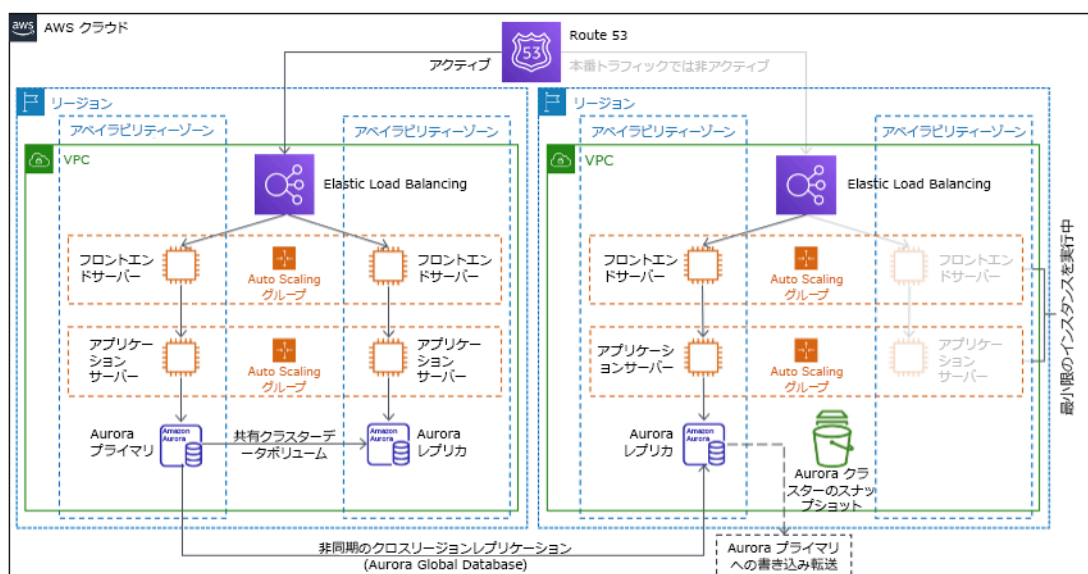 aws
AWS クラウド
Route 53
53
アクティブ
本番トラフィックでは非アクティブ
リージョン
アベイラビリティーゾーン
アベイラビリティーゾーン
VPC
Elastic Load Balancing
フロントエン
ドサーバー
Auto Scaling
グループ
フロントエン
ドサーバー
アプリケー
ション
サーバー
Auto Scaling
グループ
アプリケー
ション
サーバー
Aurora
プライマリ
Amazon
Aurora
共有クラスターデ
ータボリューム
Amazon
Aurora
Aurora
レプリカ
リージョン
アベイラビリティーゾーン
アベイラビリティーゾーン
VPC
Elastic Load Balancing
フロントエン
ドサーバー
Auto Scaling
グループ
フロントエン
ドサーバー
アプリケーシ
ョンサーバー
Auto Scaling
グループ
アプリケ
ーション
サーバー
Aurora
レプリカ
Amazon
Aurora
Aurora クラ
スターのスナッ
プショット
最小限のインスタンスを実行中
非同期のクロスリージョンレプリケーション
(Aurora Global Database)
Aurora プライマリ
への書き込み転送